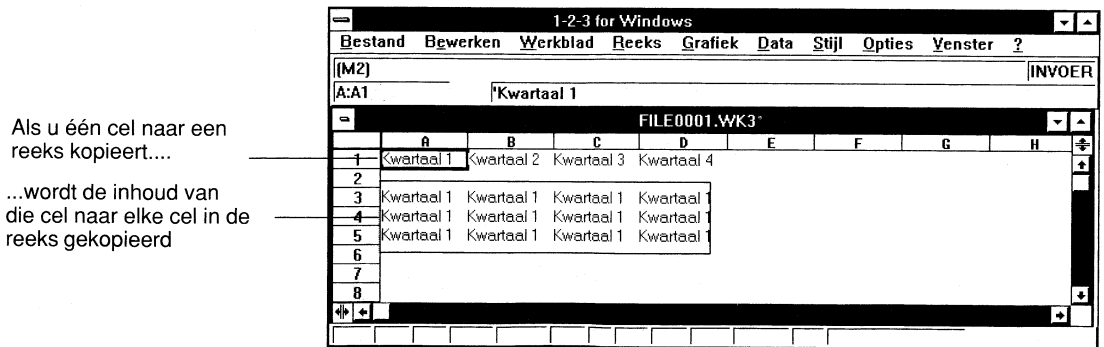 1-2-3 for Windows
Bestand Bewerken Werkblad Reeks Grafiek Data Stijl Opties Venster ?
(M2) INVOER
A:A1 'Kwartaal 1
FILE0001.WK3*
A B C D E F G H
1 Kwartaal 1 Kwartaal 2 Kwartaal 3 Kwartaal 4
2
3 Kwartaal 1 Kwartaal 1 Kwartaal 1 Kwartaal 1
4 Kwartaal 1 Kwartaal 1 Kwartaal 1 Kwartaal 1
5 Kwartaal 1 Kwartaal 1 Kwartaal 1 Kwartaal 1
6
7
8
Als u één cel naar een
reeks kopieert....
...wordt de inhoud van
die cel naar elke cel in de
reeks gekopieerd